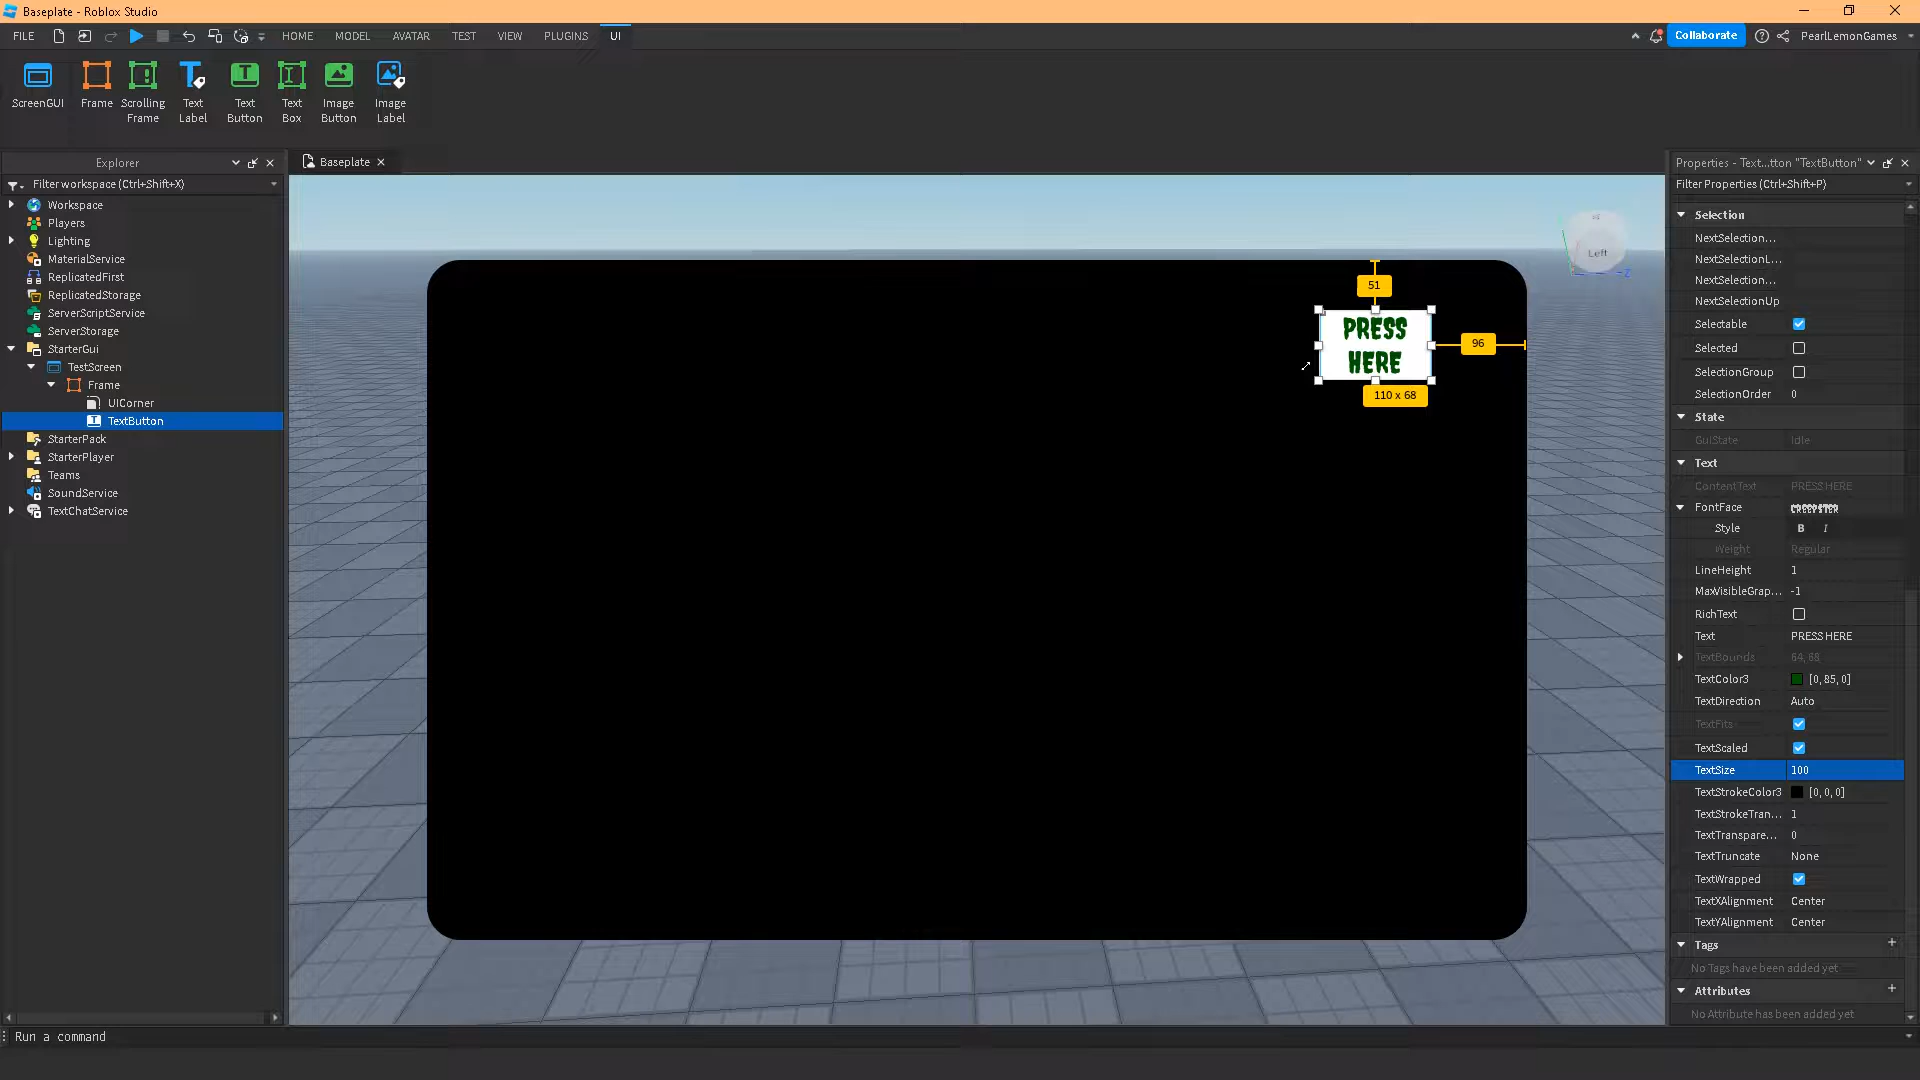 Baseplate - Roblox Studio
FILE HOME MODEL AVATAR TEST VIEW PLUGINS UI
Collaborate PearlLemonGames
ScreenGUI
Frame
Scrolling
Frame
Text
Label
Text
Button
Text
Box
Image
Button
Image
Label
Explorer
Filter workspace (Ctrl+Shift+X)
Workspace
Players
Lighting
MaterialService
ReplicatedFirst
ReplicatedStorage
ServerScriptService
ServerStorage
StarterGui
TestScreen
Frame
UICorner
TextButton
StarterPack
StarterPlayer
Teams
SoundService
TextChatService
Baseplate
Left
Z
51
PRESS
HERE
96
110 x 68
Properties - Text...tton "TextButton"
Filter Properties (Ctrl+Shift+P)
Selection
NextSelection...
NextSelectionL...
NextSelection...
NextSelectionUp
Selectable
Selected
SelectionGroup
SelectionOrder 0
State
GuiState Idle
Text
ContentText PRESS HERE
FontFace CREEPSTER
Style B I
Weight Regular
LineHeight 1
MaxVisibleGrap... -1
RichText
Text PRESS HERE
TextBounds 64, 68
TextColor3 [0, 85, 0]
TextDirection Auto
TextFits
TextScaled
TextSize 100
TextStrokeColor3 [0, 0, 0]
TextStrokeTran... 1
TextTranspare... 0
TextTruncate None
TextWrapped
TextXAlignment Center
TextYAlignment Center
Tags
No Tags have been added yet
Attributes
No Attribute has been added yet
Run a command